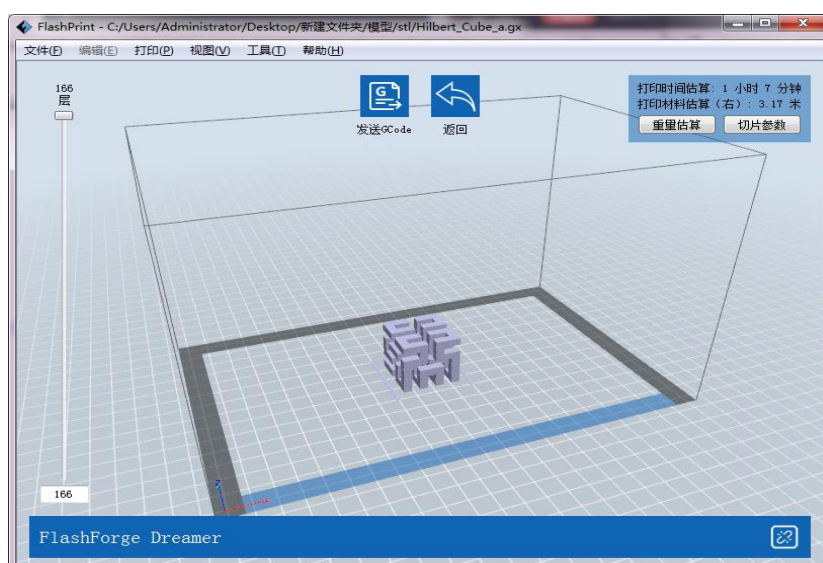 FlashPrint - C:/Users/Administrator/Desktop/新建文件夹/模型/stl/Hilbert_Cube_a.gx
文件(F) 编辑(E) 打印(P) 视图(V) 工具(T) 帮助(H)
166
层
发送GCode
返回
打印时间估算: 1 小时 7 分钟
打印材料估算（右）: 3.17 米
重量估算 切片参数
166
FlashForge Dreamer